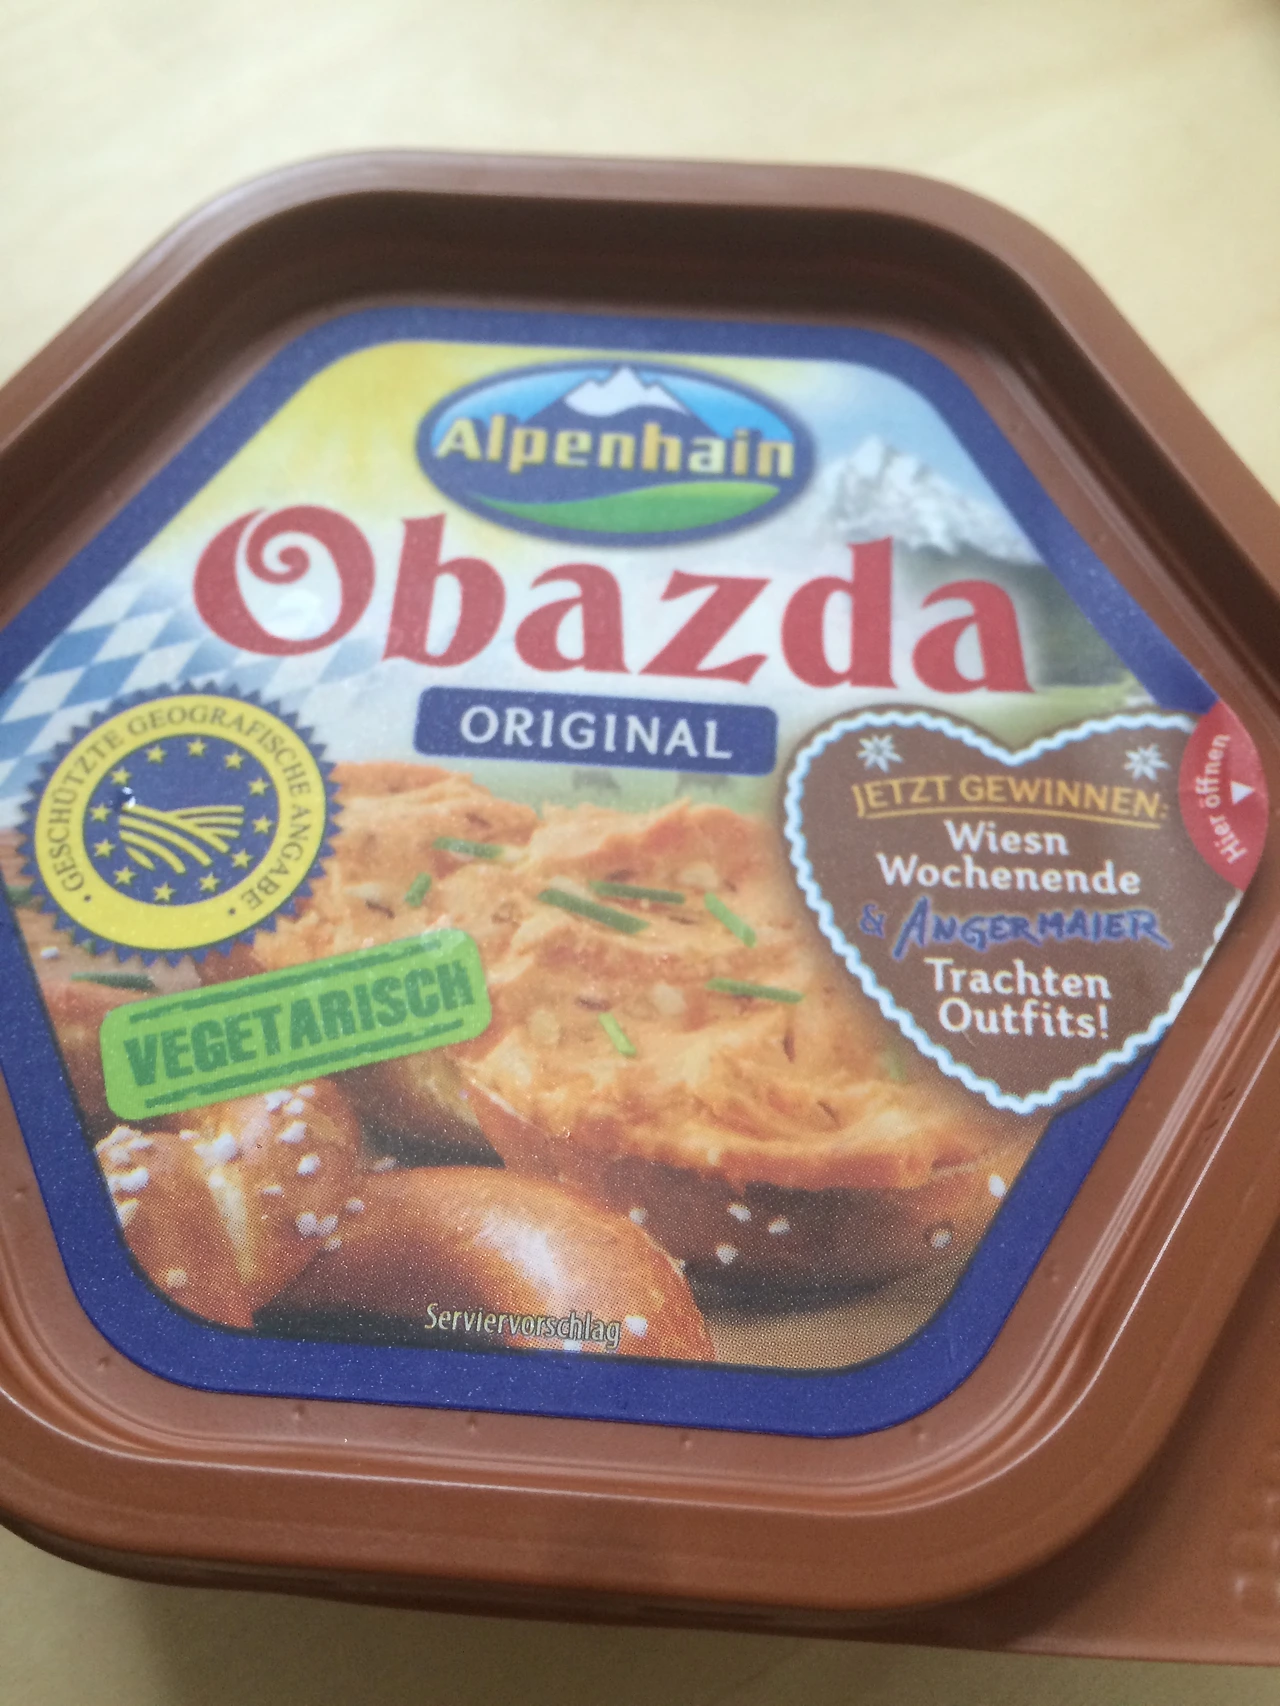 Alpenhain
Obazda
ORIGINAL
· GESCHÜTZTE GEOGRAFISCHE ANGABE ·
VEGETARISCH
JETZT GEWINNEN:
Wiesn
Wochenende
& ANGERMAIER
Trachten
Outfits!
Hier öffnen
Serviervorschlag